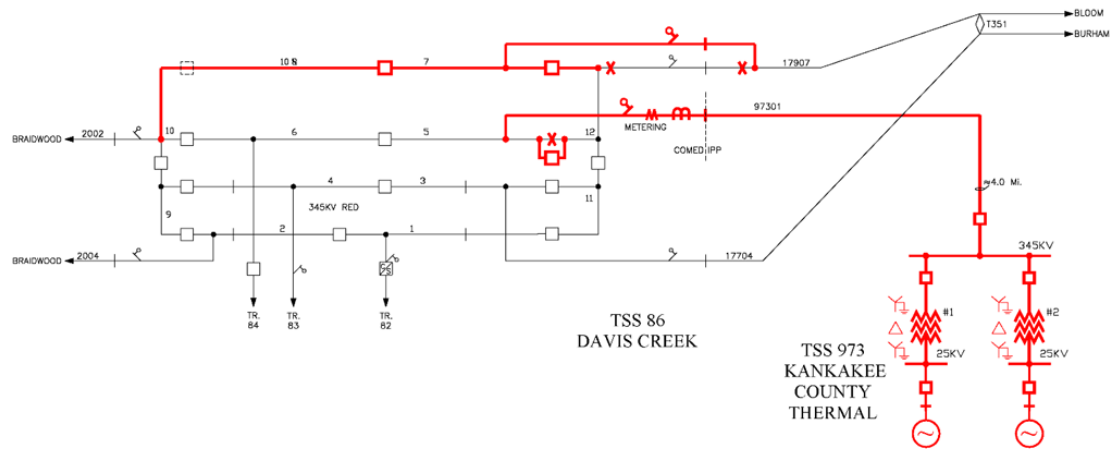 BLOOM
T351
BURHAM
7
17907
97301
10
6
5
12
BRAIDWOOD
2002
METERING
COMED
IPP
4
3
≈4.0 Mi.
345KV RED
11
9
2
1
BRAIDWOOD
2004
17704
345KV
TR.
84
TR.
83
TR.
82
TSS 86
DAVIS CREEK
#1
#2
25KV
25KV
TSS 973
KANKAKEE
COUNTY
THERMAL